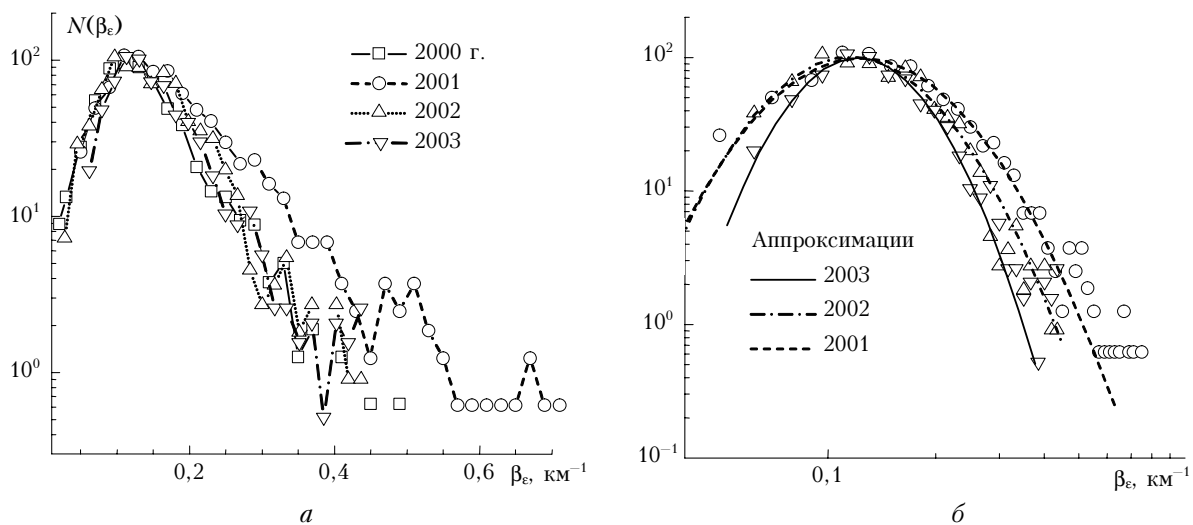 N(βε)
10²
10¹
10⁰
2000 г.
2001
2002
2003
0,2
0,4
0,6
βε, км⁻¹
а
10²
10¹
10⁰
10⁻¹
Аппроксимации
2003
2002
2001
0,1
βε, км⁻¹
б